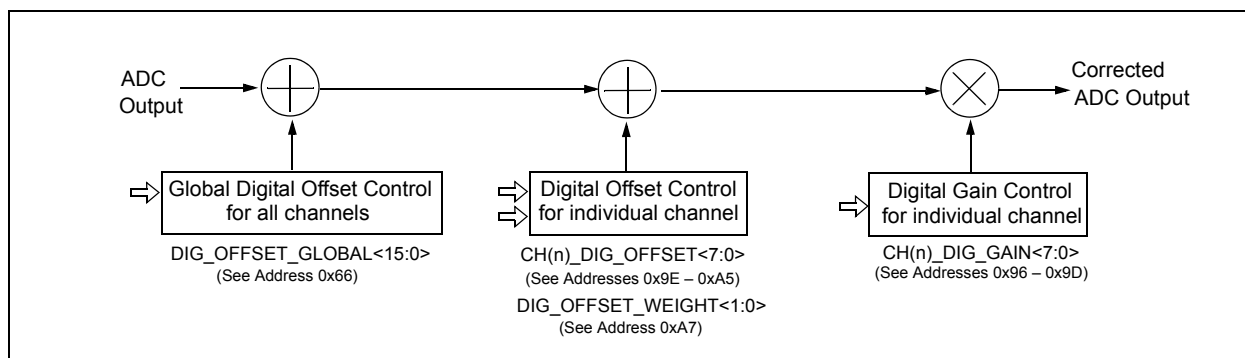 ADC
Output
Corrected
ADC Output
Global Digital Offset Control
for all channels
DIG_OFFSET_GLOBAL<15:0>
(See Address 0x66)
Digital Offset Control
for individual channel
CH(n)_DIG_OFFSET<7:0>
(See Addresses 0x9E – 0xA5)
DIG_OFFSET_WEIGHT<1:0>
(See Address 0xA7)
Digital Gain Control
for individual channel
CH(n)_DIG_GAIN<7:0>
(See Addresses 0x96 – 0x9D)